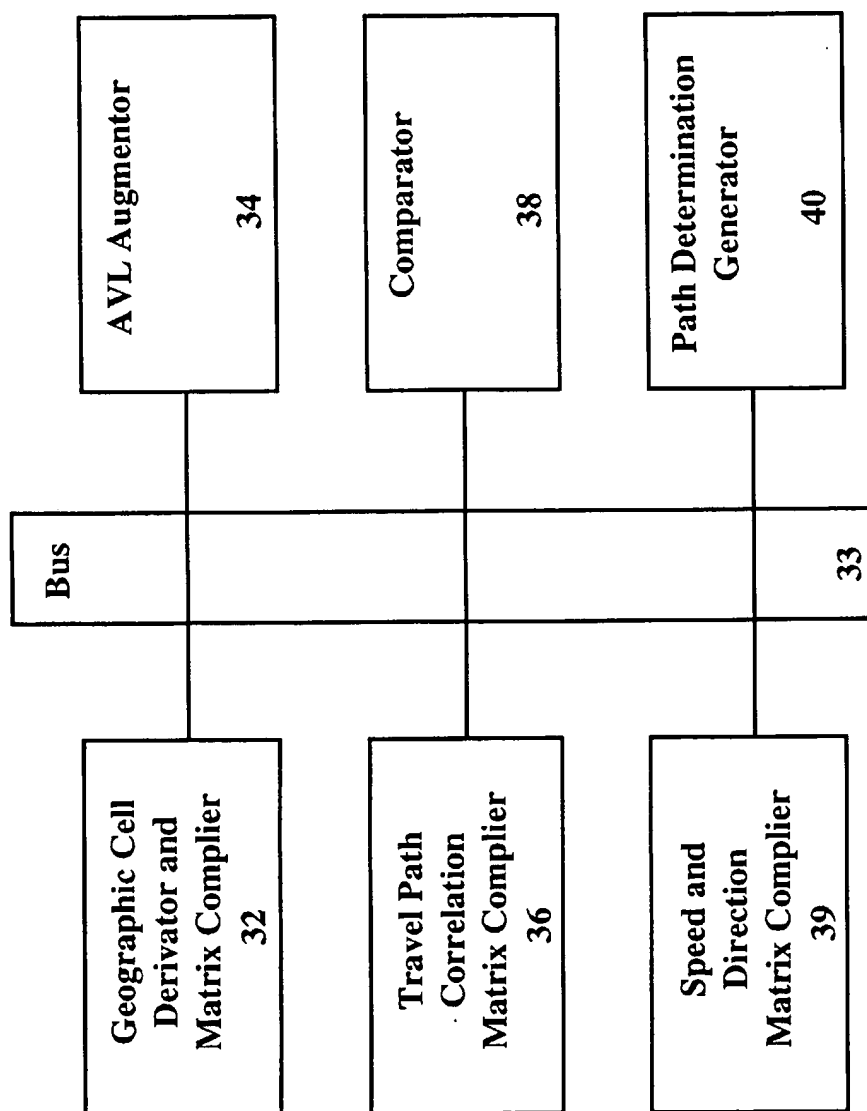 Geographic Cell
Derivator and
Matrix Complier
32
Bus
AVL Augmentor
34
Travel Path
Correlation
Matrix Complier
36
Comparator
38
Speed and
Direction
Matrix Complier
39
33
Path Determination
Generator
40